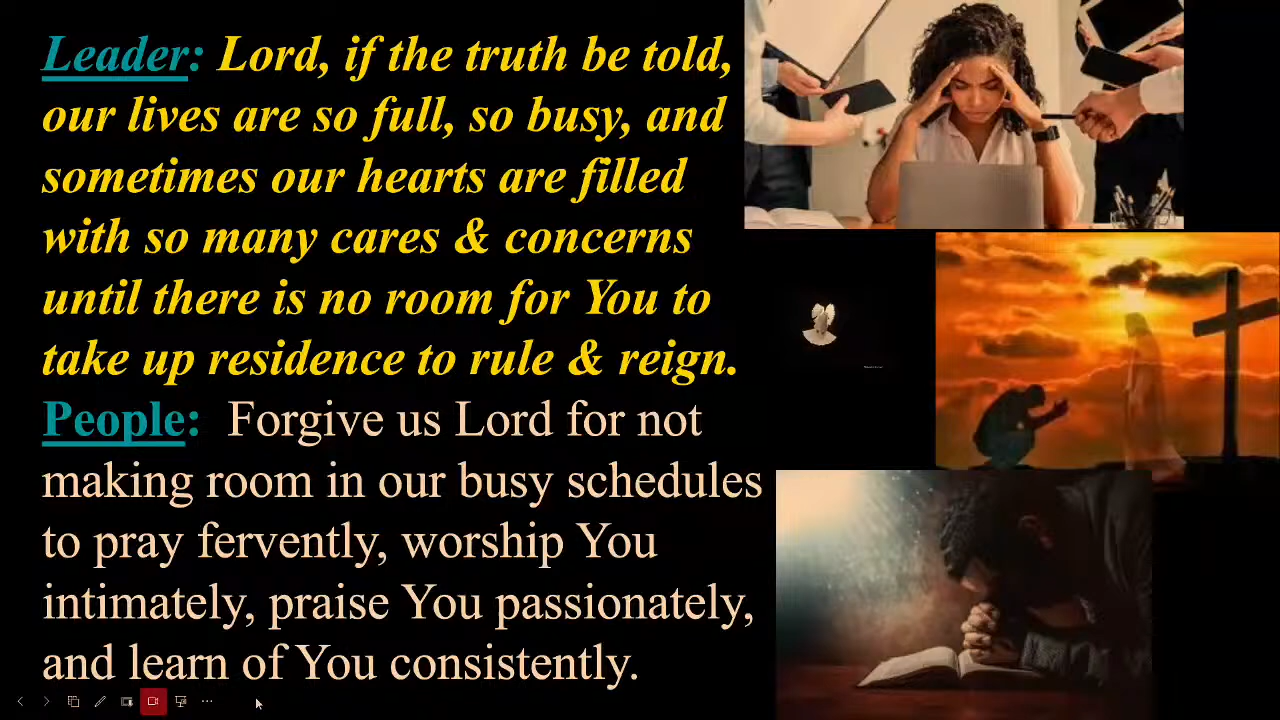 Leader: Lord, if the truth be told,
our lives are so full, so busy, and
sometimes our hearts are filled
with so many cares & concerns
until there is no room for You to
take up residence to rule & reign.
People: Forgive us Lord for not
making room in our busy schedules
to pray fervently, worship You
intimately, praise You passionately,
and learn of You consistently.